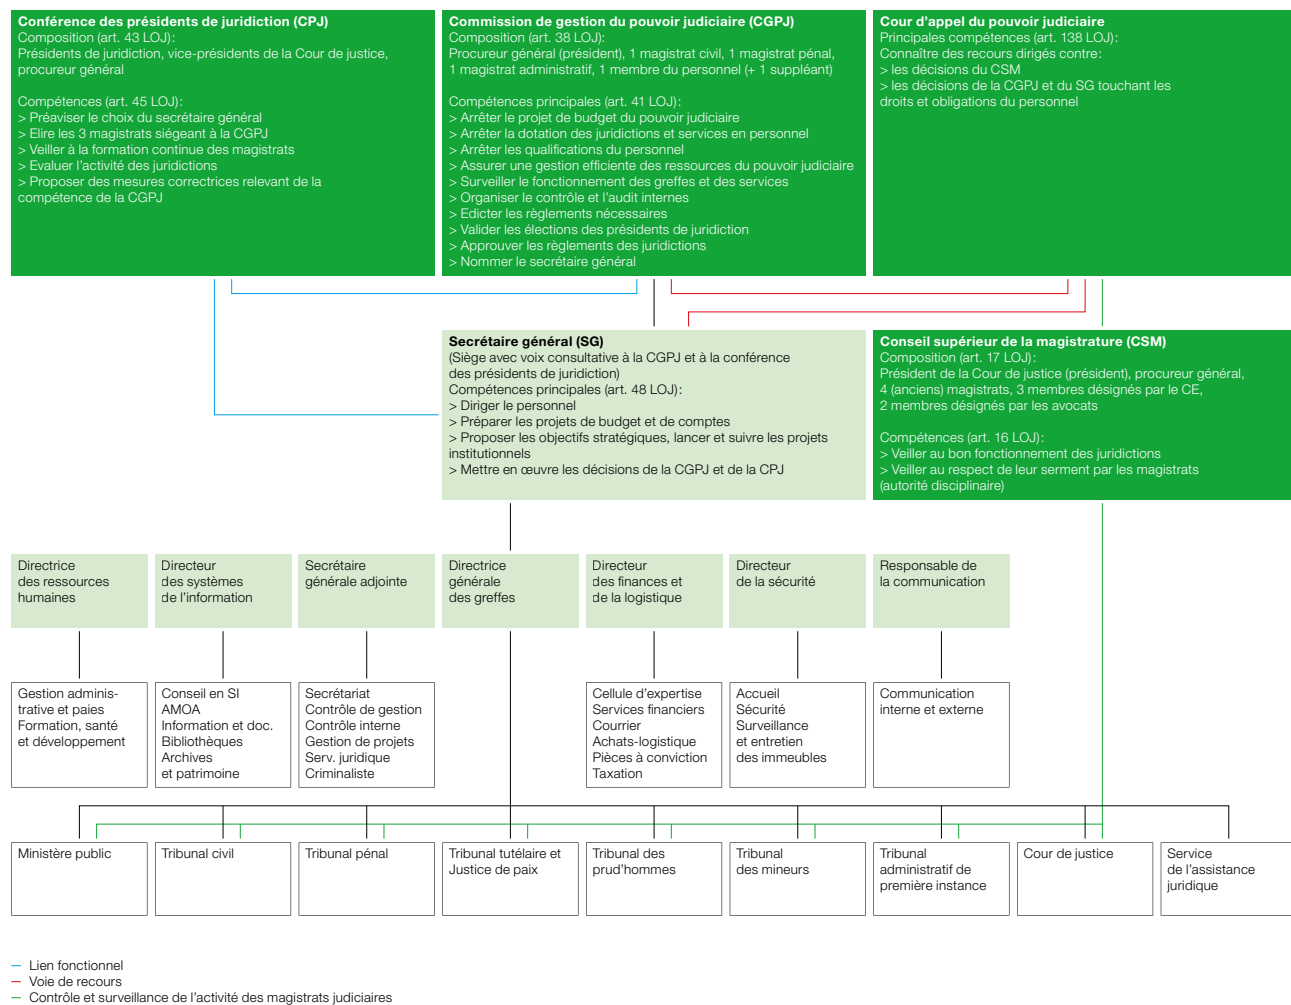 Conférence des présidents de juridiction (CPJ)
Composition (art. 43 LOJ):
Présidents de juridiction, vice-présidents de la Cour de justice,
procureur général
Compétences (art. 45 LOJ):
> Préaviser le choix du secrétaire général
> Elire les 3 magistrats siégeant à la CGPJ
> Veiller à la formation continue des magistrats
> Evaluer l'activité des juridictions
> Proposer des mesures correctrices relevant de la
compétence de la CGPJ
Commission de gestion du pouvoir judiciaire (CGPJ)
Composition (art. 38 LOJ):
Procureur général (président), 1 magistrat civil, 1 magistrat pénal,
1 magistrat administratif, 1 membre du personnel (+ 1 suppléant)
Compétences principales (art. 41 LOJ):
> Arrêter le projet de budget du pouvoir judiciaire
> Arrêter la dotation des juridictions et services en personnel
> Arrêter les qualifications du personnel
> Assurer une gestion efficiente des ressources du pouvoir judiciaire
> Surveiller le fonctionnement des greffes et des services
> Organiser le contrôle et l'audit internes
> Edicter les règlements nécessaires
> Valider les élections des présidents de juridiction
> Approuver les règlements des juridictions
> Nommer le secrétaire général
Cour d'appel du pouvoir judiciaire
Principales compétences (art. 138 LOJ):
Connaître des recours dirigés contre:
> les décisions du CSM
> les décisions de la CGPJ et du SG touchant les
droits et obligations du personnel
Secrétaire général (SG)
(Siège avec voix consultative à la CGPJ et à la conférence
des présidents de juridiction)
Compétences principales (art. 48 LOJ):
> Diriger le personnel
> Préparer les projets de budget et de comptes
> Proposer les objectifs stratégiques, lancer et suivre les projets
institutionnels
> Mettre en œuvre les décisions de la CGPJ et de la CPJ
Conseil supérieur de la magistrature (CSM)
Composition (art. 17 LOJ):
Président de la Cour de justice (président), procureur général,
4 (anciens) magistrats, 3 membres désignés par le CE,
2 membres désignés par les avocats
Compétences (art. 16 LOJ):
> Veiller au bon fonctionnement des juridictions
> Veiller au respect de leur serment par les magistrats
(autorité disciplinaire)
Directrice
des ressources
humaines
Directeur
des systèmes
de l'information
Secrétaire
générale adjointe
Directrice
générale
des greffes
Directeur
des finances et
de la logistique
Directeur
de la sécurité
Responsable de
la communication
Gestion adminis-
trative et paies
Formation, santé
et développement
Conseil en SI
AMOA
Information et doc.
Bibliothèques
Archives
et patrimoine
Secrétariat
Contrôle de gestion
Contrôle interne
Gestion de projets
Serv. juridique
Criminaliste
Cellule d'expertise
Services financiers
Courrier
Achats-logistique
Pièces à conviction
Taxation
Accueil
Sécurité
Surveillance
et entretien
des immeubles
Communication
interne et externe
Ministère public
Tribunal civil
Tribunal pénal
Tribunal tutélaire et
Justice de paix
Tribunal des
prud'hommes
Tribunal
des mineurs
Tribunal
administratif de
première instance
Cour de justice
Service
de l'assistance
juridique
Lien fonctionnel
Voie de recours
Contrôle et surveillance de l'activité des magistrats judiciaires